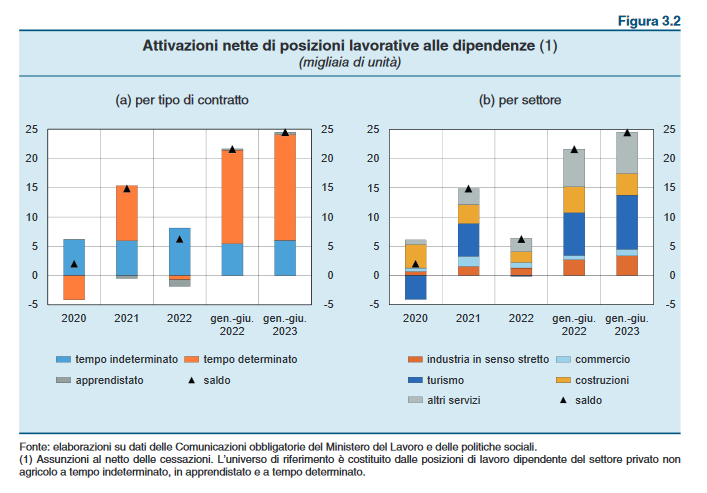 Figura 3.2
Attivazioni nette di posizioni lavorative alle dipendenze (1)
(migliaia di unità)
(a) per tipo di contratto
25 25
20 20
15 15
10 10
5 5
0 0
-5 -5
2020 2021 2022 gen.-giu. gen.-giu.
2022 2023
tempo indeterminato tempo determinato
apprendistato saldo
(b) per settore
25 25
20 20
15 15
10 10
5 5
0 0
-5 -5
2020 2021 2022 gen.-giu. gen.-giu.
2022 2023
industria in senso stretto commercio
turismo costruzioni
altri servizi saldo
Fonte: elaborazioni su dati delle Comunicazioni obbligatorie del Ministero del Lavoro e delle politiche sociali.
(1) Assunzioni al netto delle cessazioni. L'universo di riferimento è costituito dalle posizioni di lavoro dipendente del settore privato non
agricolo a tempo indeterminato, in apprendistato e a tempo determinato.